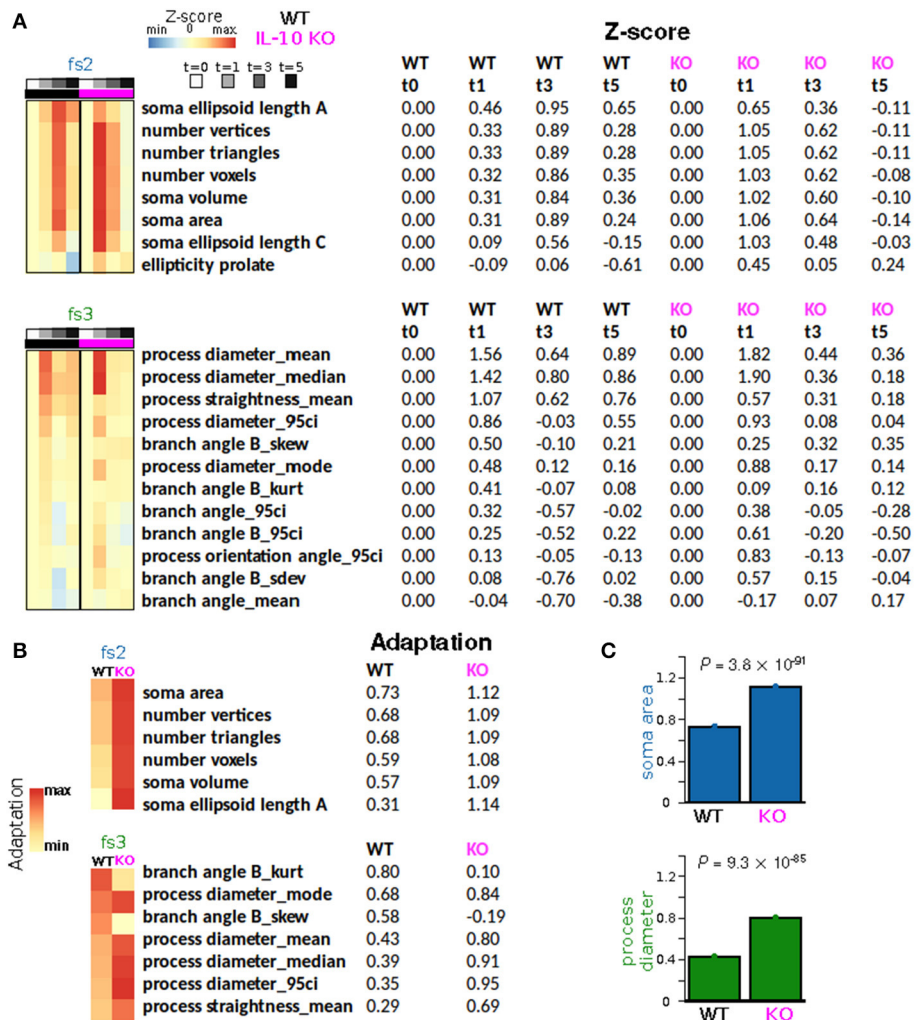 A
Z-score
min 0 max
WT
IL-10 KO
t=0 t=1 t=3 t=5
Z-score
fs2
WT WT WT WT KO KO KO KO
t0 t1 t3 t5 t0 t1 t3 t5
soma ellipsoid length A 0.00 0.46 0.95 0.65 0.00 0.65 0.36 -0.11
number vertices 0.00 0.33 0.89 0.28 0.00 1.05 0.62 -0.11
number triangles 0.00 0.33 0.89 0.28 0.00 1.05 0.62 -0.11
number voxels 0.00 0.32 0.86 0.35 0.00 1.03 0.62 -0.08
soma volume 0.00 0.31 0.84 0.36 0.00 1.02 0.60 -0.10
soma area 0.00 0.31 0.89 0.24 0.00 1.06 0.64 -0.14
soma ellipsoid length C 0.00 0.09 0.56 -0.15 0.00 1.03 0.48 -0.03
ellipticity prolate 0.00 -0.09 0.06 -0.61 0.00 0.45 0.05 0.24
fs3
WT WT WT WT KO KO KO KO
t0 t1 t3 t5 t0 t1 t3 t5
process diameter_mean 0.00 1.56 0.64 0.89 0.00 1.82 0.44 0.36
process diameter_median 0.00 1.42 0.80 0.86 0.00 1.90 0.36 0.18
process straightness_mean 0.00 1.07 0.62 0.76 0.00 0.57 0.31 0.18
process diameter_95ci 0.00 0.86 -0.03 0.55 0.00 0.93 0.08 0.04
branch angle B_skew 0.00 0.50 -0.10 0.21 0.00 0.25 0.32 0.35
process diameter_mode 0.00 0.48 0.12 0.16 0.00 0.88 0.17 0.14
branch angle B_kurt 0.00 0.41 -0.07 0.08 0.00 0.09 0.16 0.12
branch angle_95ci 0.00 0.32 -0.57 -0.02 0.00 0.38 -0.05 -0.28
branch angle B_95ci 0.00 0.25 -0.52 0.22 0.00 0.61 -0.20 -0.50
process orientation angle_95ci 0.00 0.13 -0.05 -0.13 0.00 0.83 -0.13 -0.07
branch angle B_sdev 0.00 0.08 -0.76 0.02 0.00 0.57 0.15 -0.04
branch angle_mean 0.00 -0.04 -0.70 -0.38 0.00 -0.17 0.07 0.17
B
Adaptation
fs2
WT KO
WT KO
soma area 0.73 1.12
number vertices 0.68 1.09
number triangles 0.68 1.09
number voxels 0.59 1.08
soma volume 0.57 1.09
soma ellipsoid length A 0.31 1.14
Adaptation
max
min
fs3
WT KO
WT KO
branch angle B_kurt 0.80 0.10
process diameter_mode 0.68 0.84
branch angle B_skew 0.58 -0.19
process diameter_mean 0.43 0.80
process diameter_median 0.39 0.91
process diameter_95ci 0.35 0.95
process straightness_mean 0.29 0.69
C
P = 3.8 × 10-91
soma area
1.2
0.8
0.4
0
WT KO
P = 9.3 × 10-85
process
diameter
1.2
0.8
0.4
0
WT KO